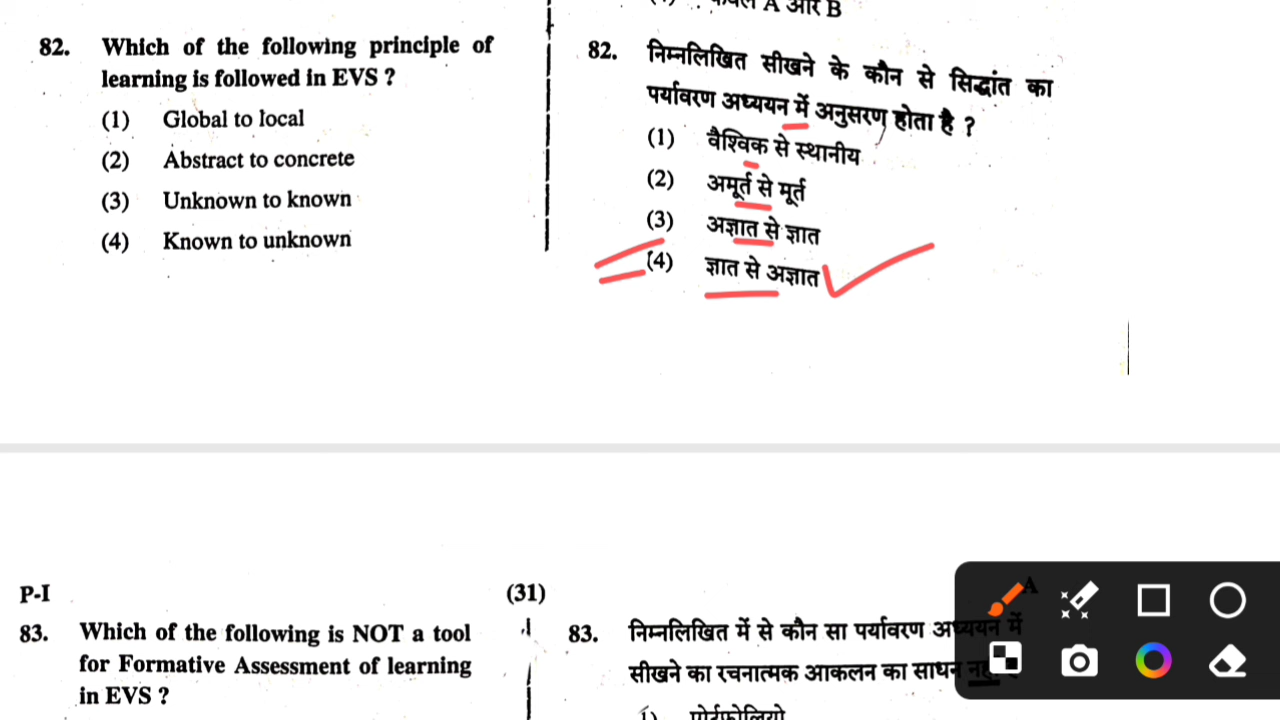 A और B
82. Which of the following principle of
learning is followed in EVS ?
(1) Global to local
(2) Abstract to concrete
(3) Unknown to known
(4) Known to unknown
82. निम्नलिखित सीखने के कौन से सिद्धांत का
पर्यावरण अध्ययन में अनुसरण होता है ?
(1) वैश्विक से स्थानीय
(2) अमूर्त से मूर्त
(3) अज्ञात से ज्ञात
(4) ज्ञात से अज्ञात
P-I (31) A
83. Which of the following is NOT a tool
for Formative Assessment of learning
in EVS ?
83. निम्नलिखित में से कौन सा पर्यावरण अध्ययन में
सीखने का रचनात्मक आकलन का साधन
पोर्टफोलियो